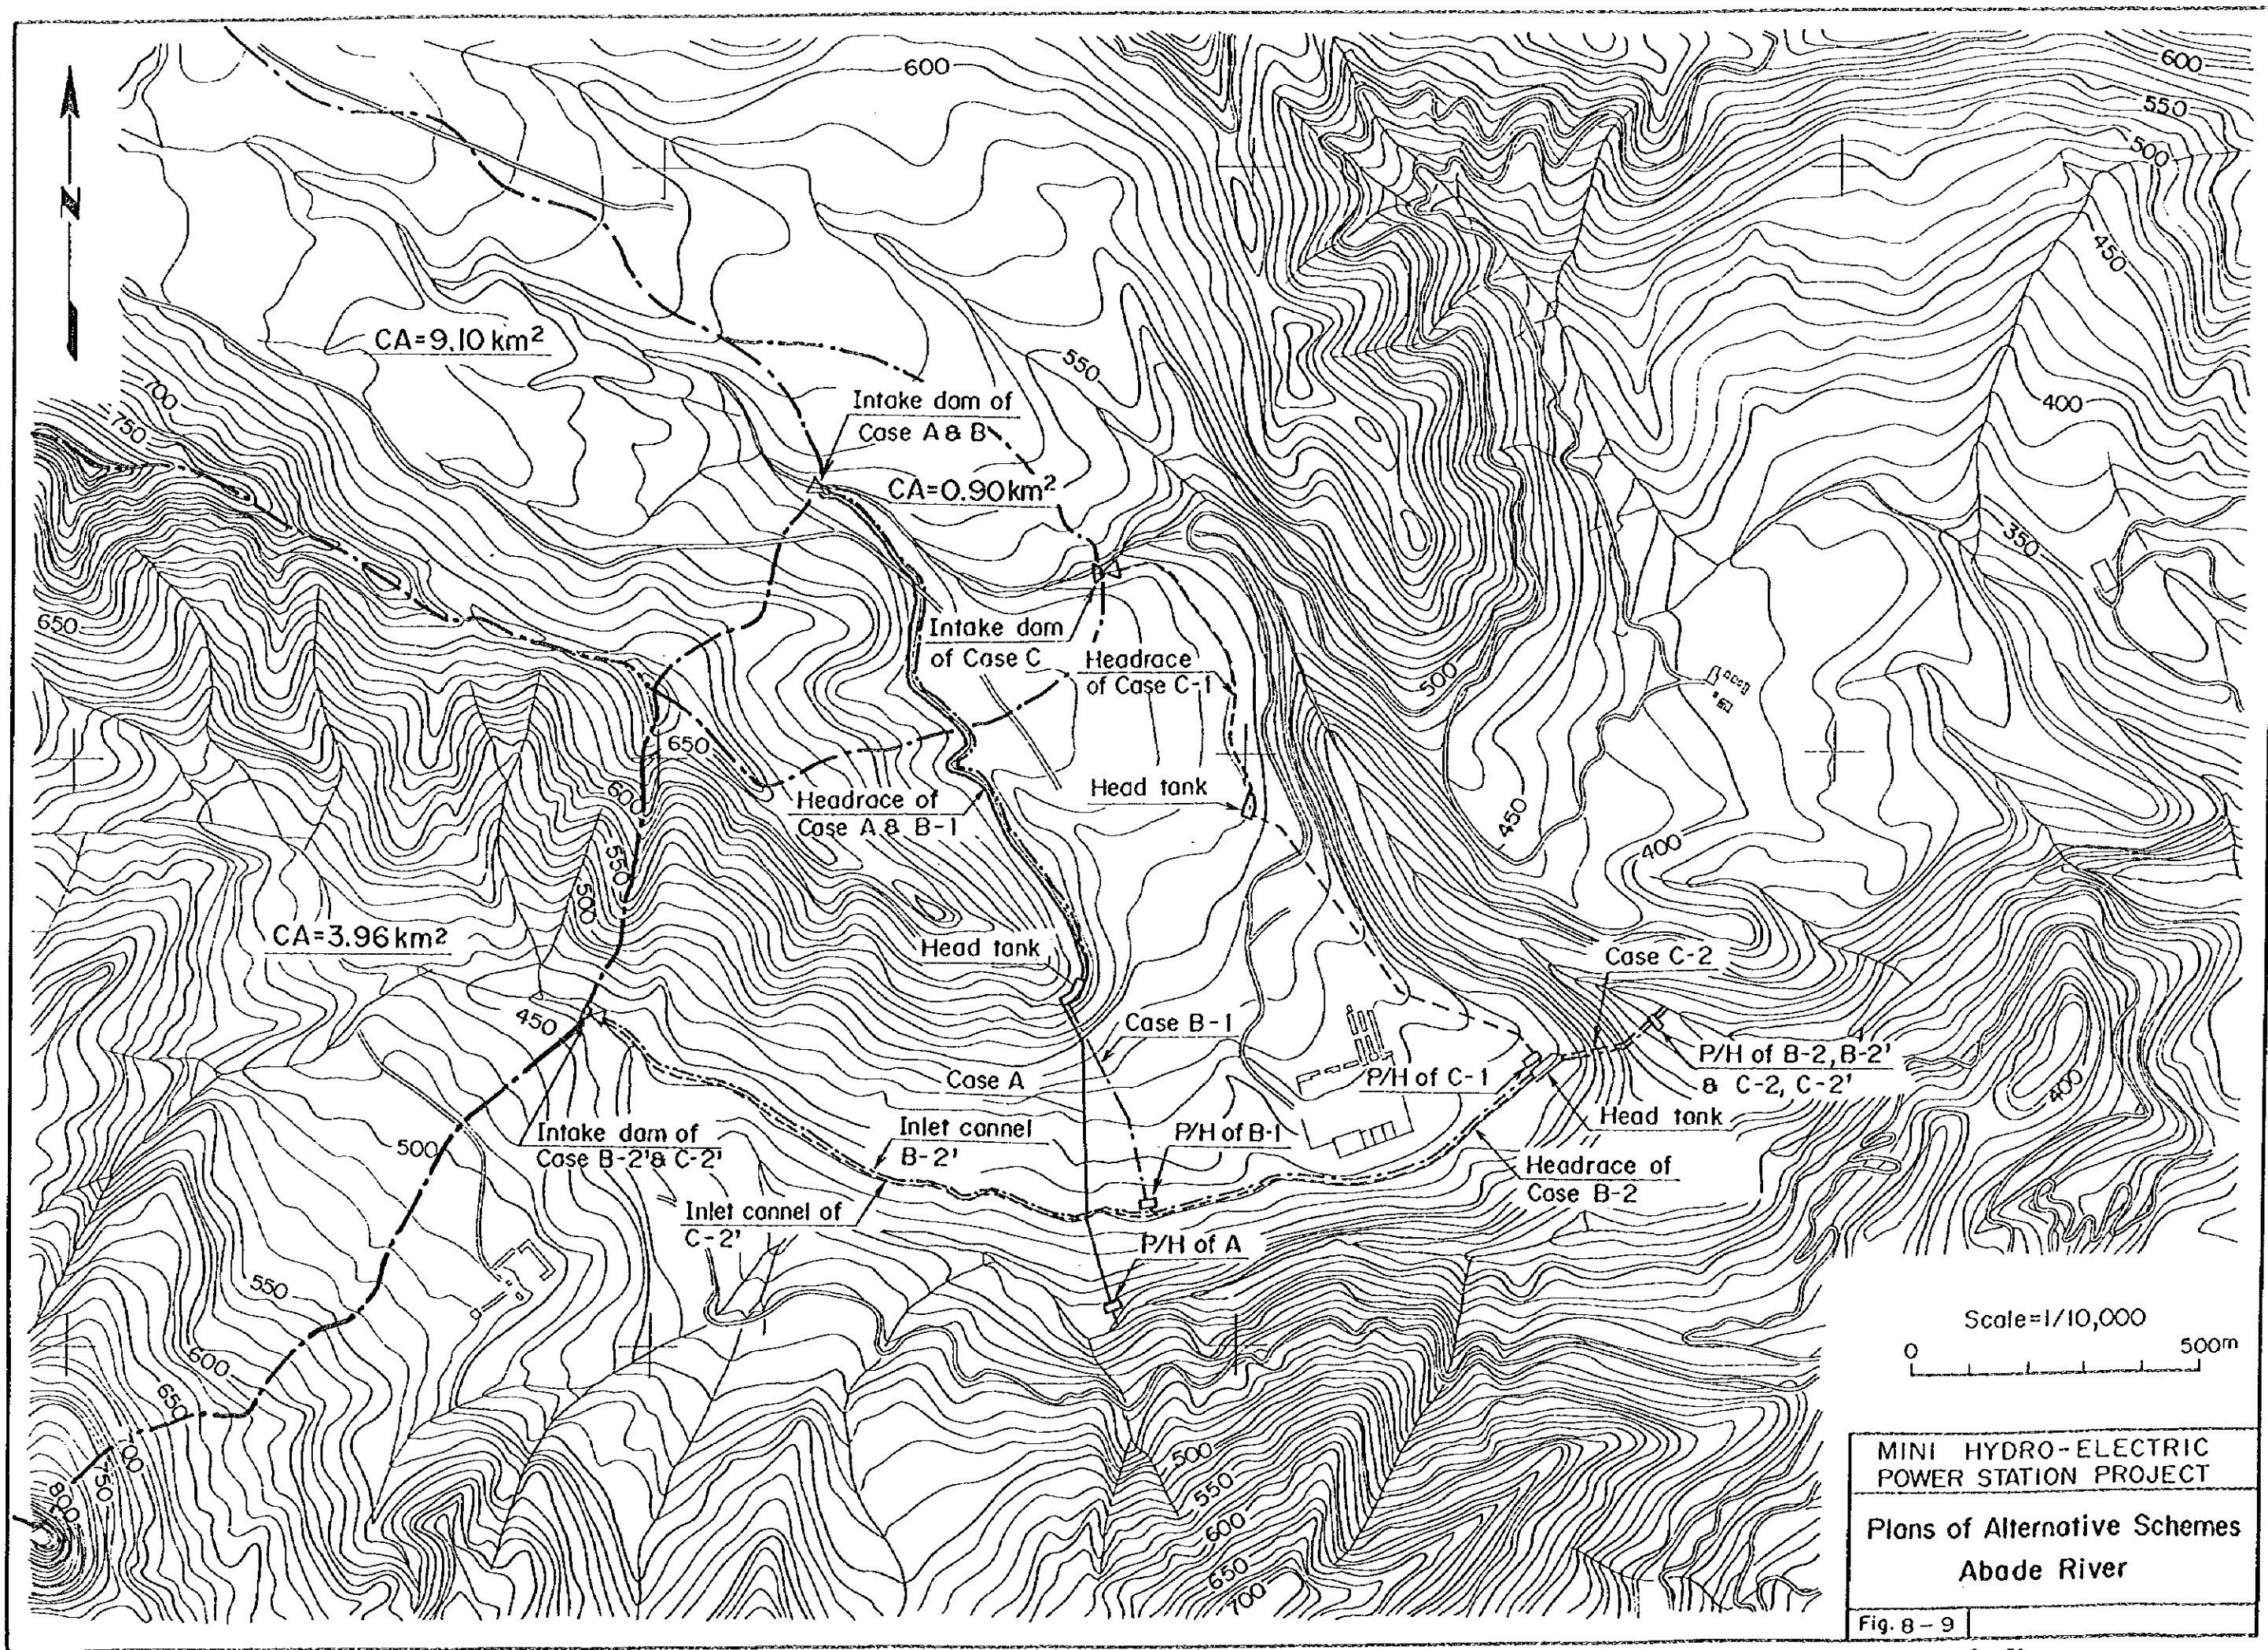 600
600
550
500
450
N
CA=9.10 km²
700
750
550
400
Intake dam of
Case A & B
CA=0.90 km²
350
650
Intake dam
of Case C
Headrace
of Case C-1
500
650
600
Headrace of
Case A & B-1
Head tank
450
400
550
500
CA=3.96 km²
Head tank
Case C-2
450
Case B-1
Case A
P/H of C-1
P/H of B-2, B-2'
& C-2, C-2'
400
Head tank
500
Intake dam of
Case B-2' & C-2'
Inlet cannel
B-2'
P/H of B-1
Headrace of
Case B-2
Inlet cannel of
C-2'
P/H of A
550
600
650
700
750
800
500
550
600
650
700
Scale=1/10,000
0 500m
MINI HYDRO-ELECTRIC
POWER STATION PROJECT
Plans of Alternative Schemes
Abade River
Fig. 8-9